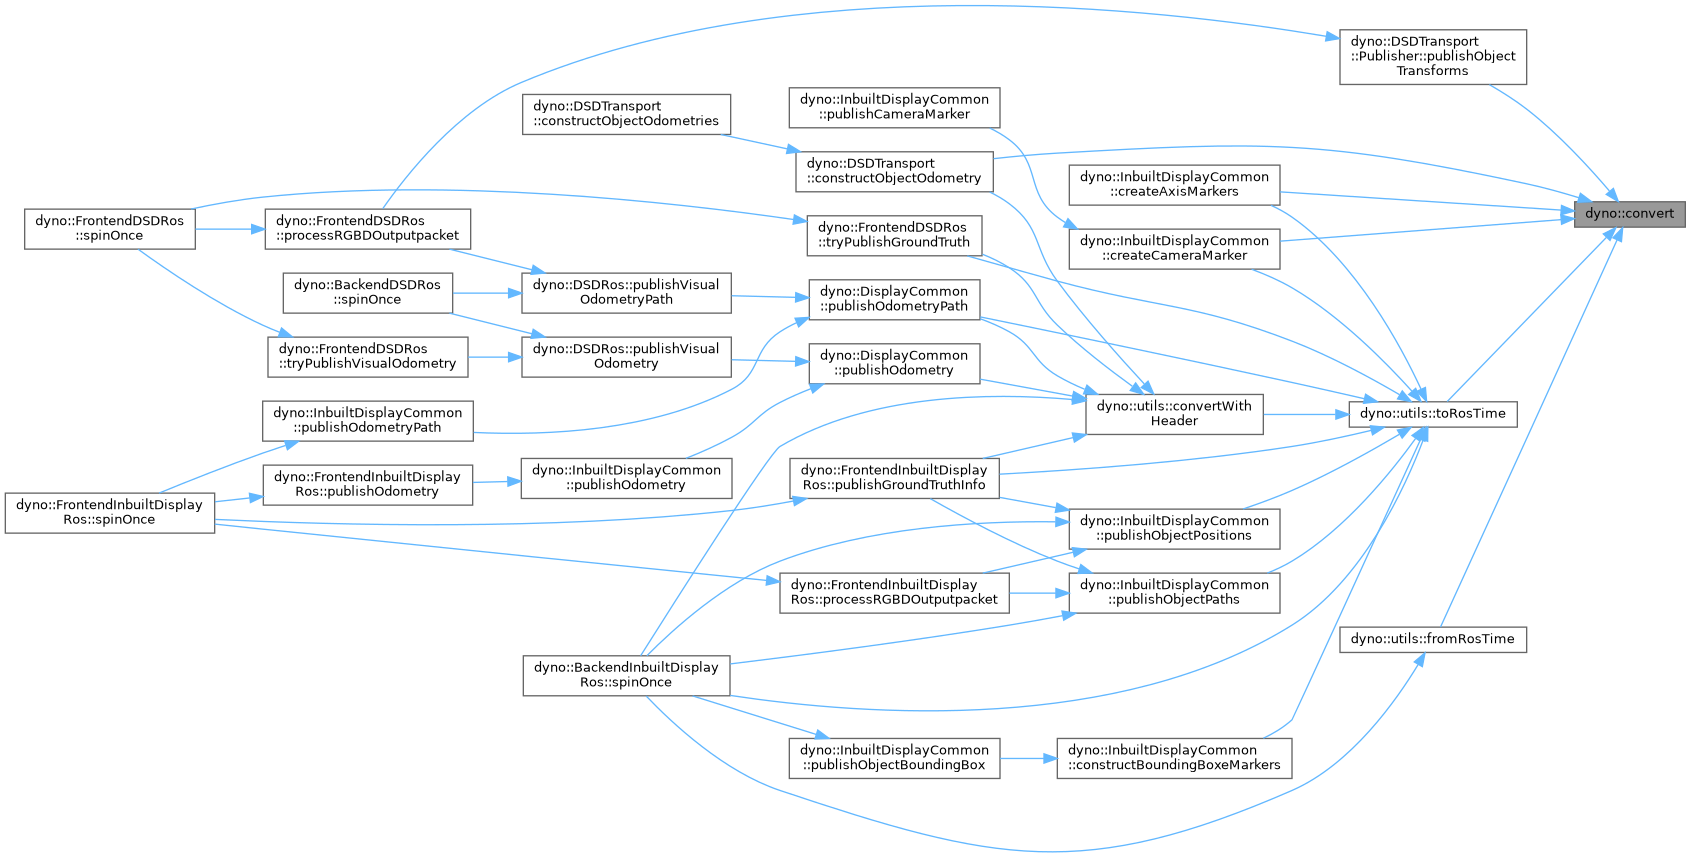 dyno::DSDTransport
::Publisher::publishObject
Transforms
dyno::DSDTransport
::constructObjectOdometries
dyno::InbuiltDisplayCommon
::publishCameraMarker
dyno::DSDTransport
::constructObjectOdometry
dyno::InbuiltDisplayCommon
::createAxisMarkers
dyno::convert
dyno::FrontendDSDRos
::spinOnce
dyno::FrontendDSDRos
::processRGBDOutputpacket
dyno::FrontendDSDRos
::tryPublishGroundTruth
dyno::InbuiltDisplayCommon
::createCameraMarker
dyno::BackendDSDRos
::spinOnce
dyno::DSDRos::publishVisual
OdometryPath
dyno::DisplayCommon
::publishOdometryPath
dyno::FrontendDSDRos
::tryPublishVisualOdometry
dyno::DSDRos::publishVisual
Odometry
dyno::DisplayCommon
::publishOdometry
dyno::InbuiltDisplayCommon
::publishOdometryPath
dyno::utils::convertWith
Header
dyno::utils::toRosTime
dyno::FrontendInbuiltDisplay
Ros::spinOnce
dyno::FrontendInbuiltDisplay
Ros::publishOdometry
dyno::InbuiltDisplayCommon
::publishOdometry
dyno::FrontendInbuiltDisplay
Ros::publishGroundTruthInfo
dyno::InbuiltDisplayCommon
::publishObjectPositions
dyno::FrontendInbuiltDisplay
Ros::processRGBDOutputpacket
dyno::InbuiltDisplayCommon
::publishObjectPaths
dyno::utils::fromRosTime
dyno::BackendInbuiltDisplay
Ros::spinOnce
dyno::InbuiltDisplayCommon
::publishObjectBoundingBox
dyno::InbuiltDisplayCommon
::constructBoundingBoxeMarkers